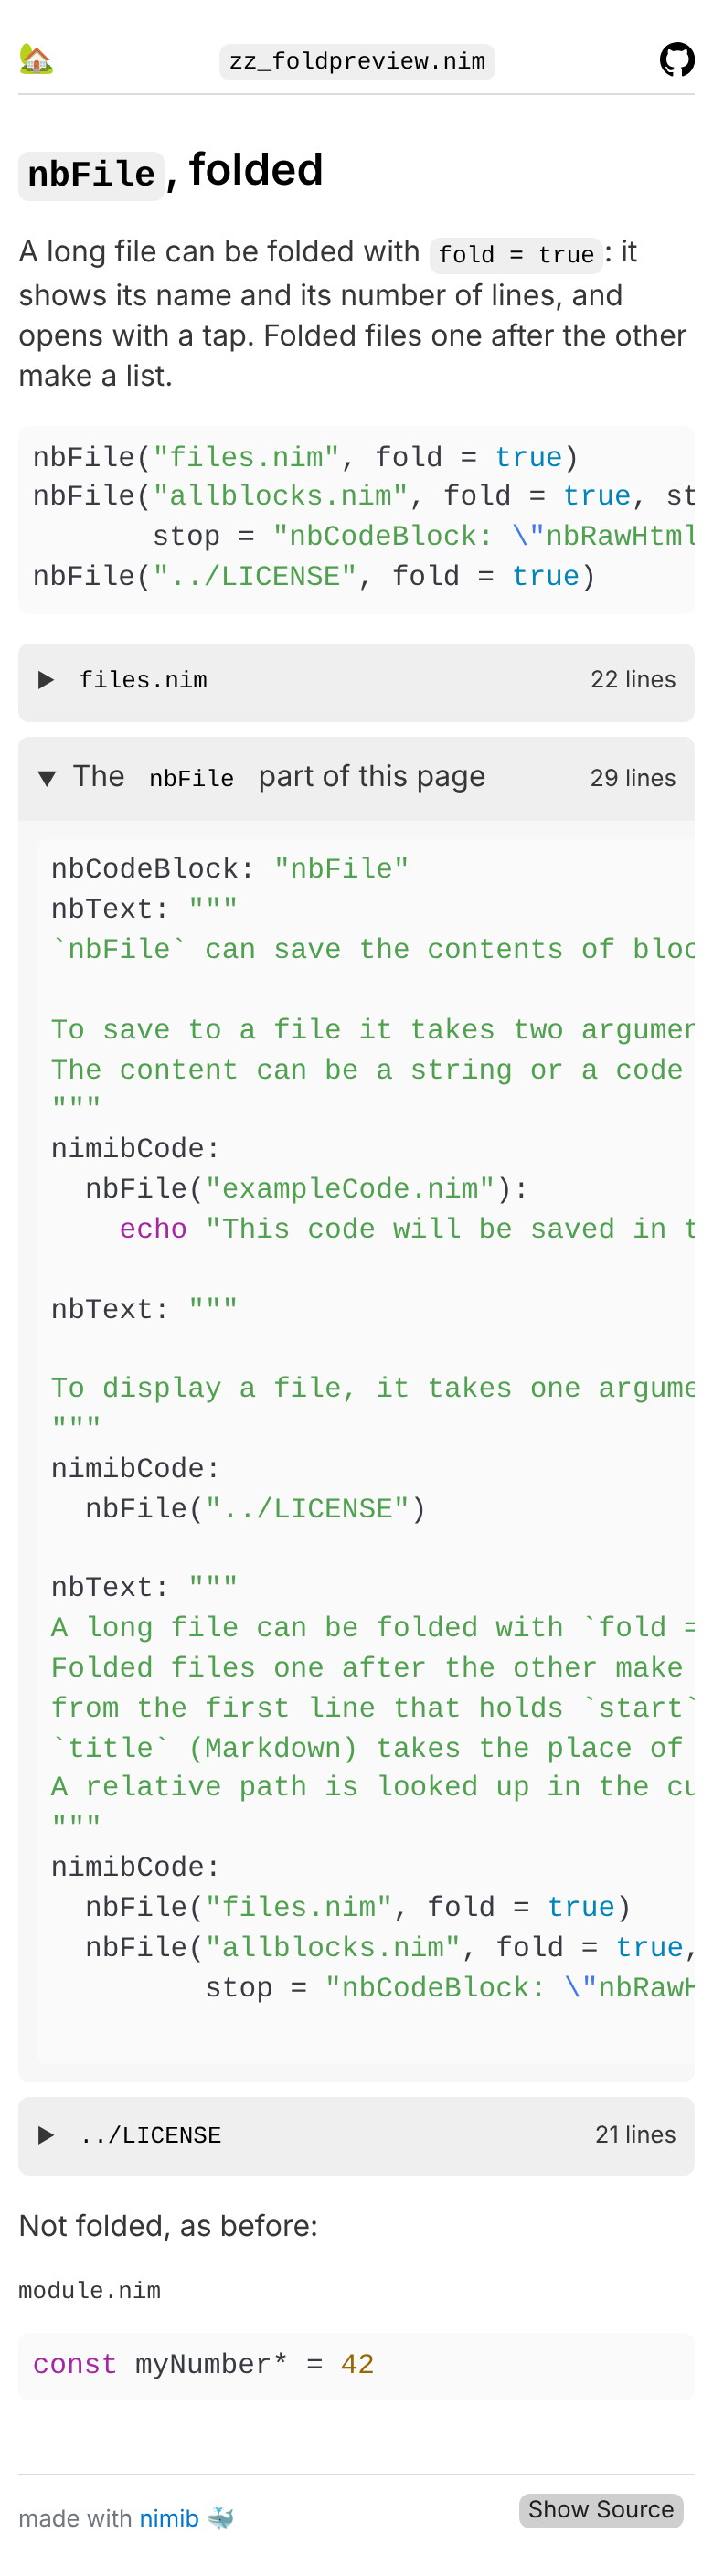 zz_foldpreview.nim
nbFile, folded
A long file can be folded with fold = true: it
shows its name and its number of lines, and
opens with a tap. Folded files one after the other
make a list.
nbFile("files.nim", fold = true)
nbFile("allblocks.nim", fold = true, st
       stop = "nbCodeBlock: \"nbRawHtml
nbFile("../LICENSE", fold = true)
▶ files.nim 22 lines
▼ The nbFile part of this page 29 lines
nbCodeBlock: "nbFile"
nbText: """
`nbFile` can save the contents of bloc
To save to a file it takes two argumen
The content can be a string or a code
"""
nimibCode:
  nbFile("exampleCode.nim"):
    echo "This code will be saved in t
nbText: """
To display a file, it takes one argume
"""
nimibCode:
  nbFile("../LICENSE")
nbText: """
A long file can be folded with `fold =
Folded files one after the other make
from the first line that holds `start`
`title` (Markdown) takes the place of
A relative path is looked up in the cu
"""
nimibCode:
  nbFile("files.nim", fold = true)
  nbFile("allblocks.nim", fold = true,
         stop = "nbCodeBlock: \"nbRawH
▶ ../LICENSE 21 lines
Not folded, as before:
module.nim
const myNumber* = 42
made with nimib 🐳 Show Source